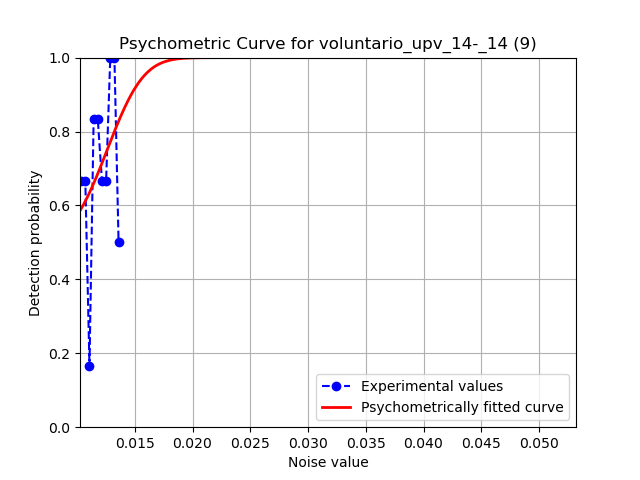 Psychometric Curve for voluntario_upv_14-_14 (9)
1.0
0.8
0.6
0.4
0.2
0.0
Detection probability
0.015 0.020 0.025 0.030 0.035 0.040 0.045 0.050
Noise value
Experimental values
Psychometrically fitted curve